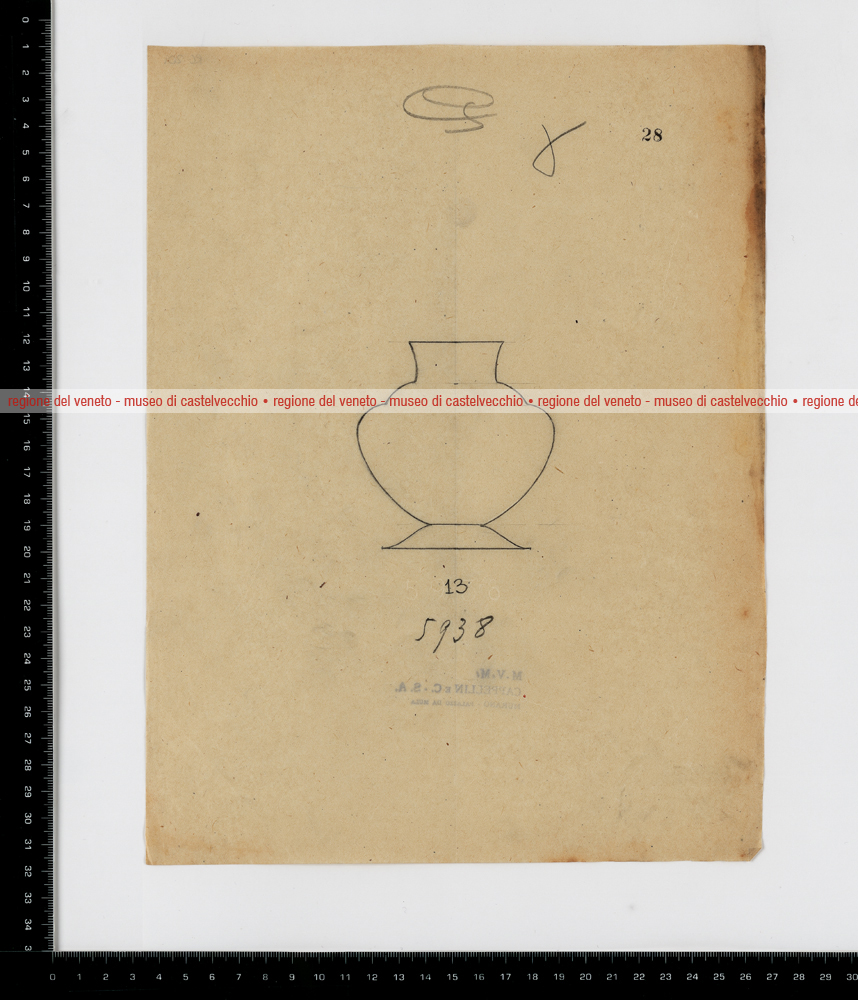 28
regione del veneto - museo di castelvecchio • regione del veneto - museo di castelvecchio • regione del veneto - museo di castelvecchio • regione de
13
5938
M.V.M.
CAPPELLIN e C. - S. A.
0 1 2 3 4 5 6 7 8 9 10 11 12 13 14 15 16 17 18 19 20 21 22 23 24 25 26 27 28 29 30 31 32 33 34 3
0 1 2 3 4 5 6 7 8 9 10 11 12 13 14 15 16 17 18 19 20 21 22 23 24 25 26 27 28 29 30